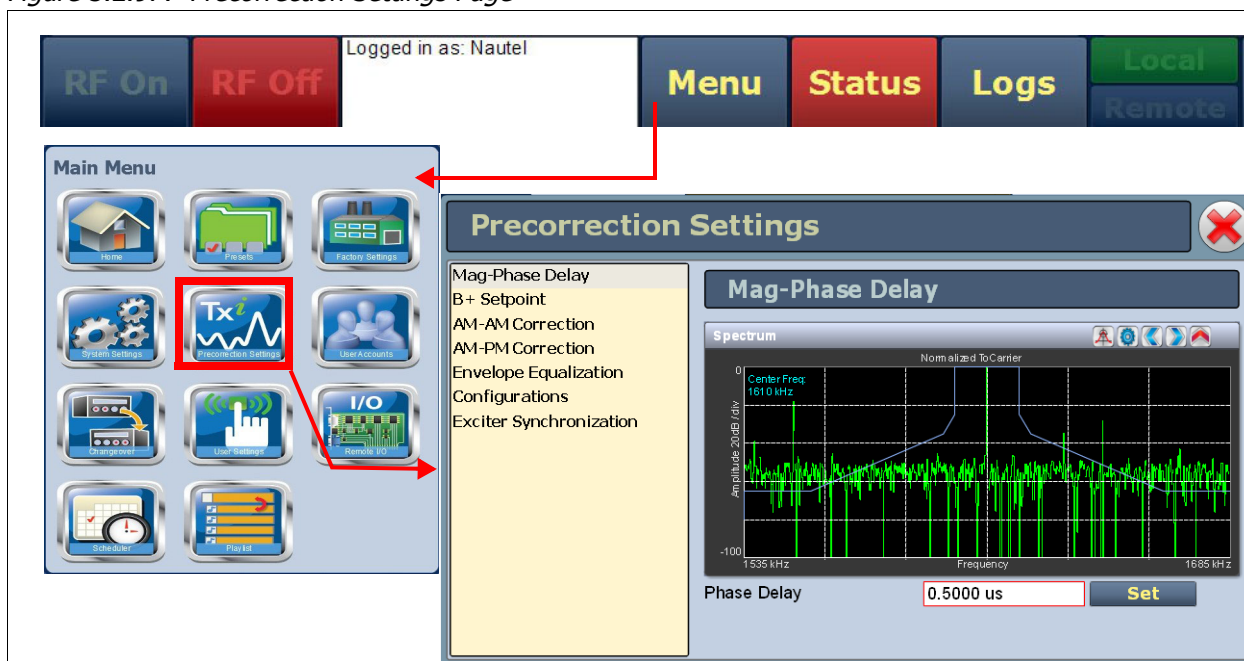 RF On
RF Off
Logged in as: Nautel
Menu
Status
Logs
Local
Remote
Main Menu
Home
Presets
Factory Settings
System Settings
Txi
Precorrection Settings
User Accounts
Changeover
User Settings
I/O
Remote I/O
Scheduler
Playlist
Precorrection Settings
Mag-Phase Delay
B+ Setpoint
AM-AM Correction
AM-PM Correction
Envelope Equalization
Configurations
Exciter Synchronization
Mag-Phase Delay
Spectrum
Normalized To Carrier
0
Center Freq:
1610 kHz
Amplitude 20dB /div
-100
1535 kHz
Frequency
1685 kHz
Phase Delay
0.5000 us
Set